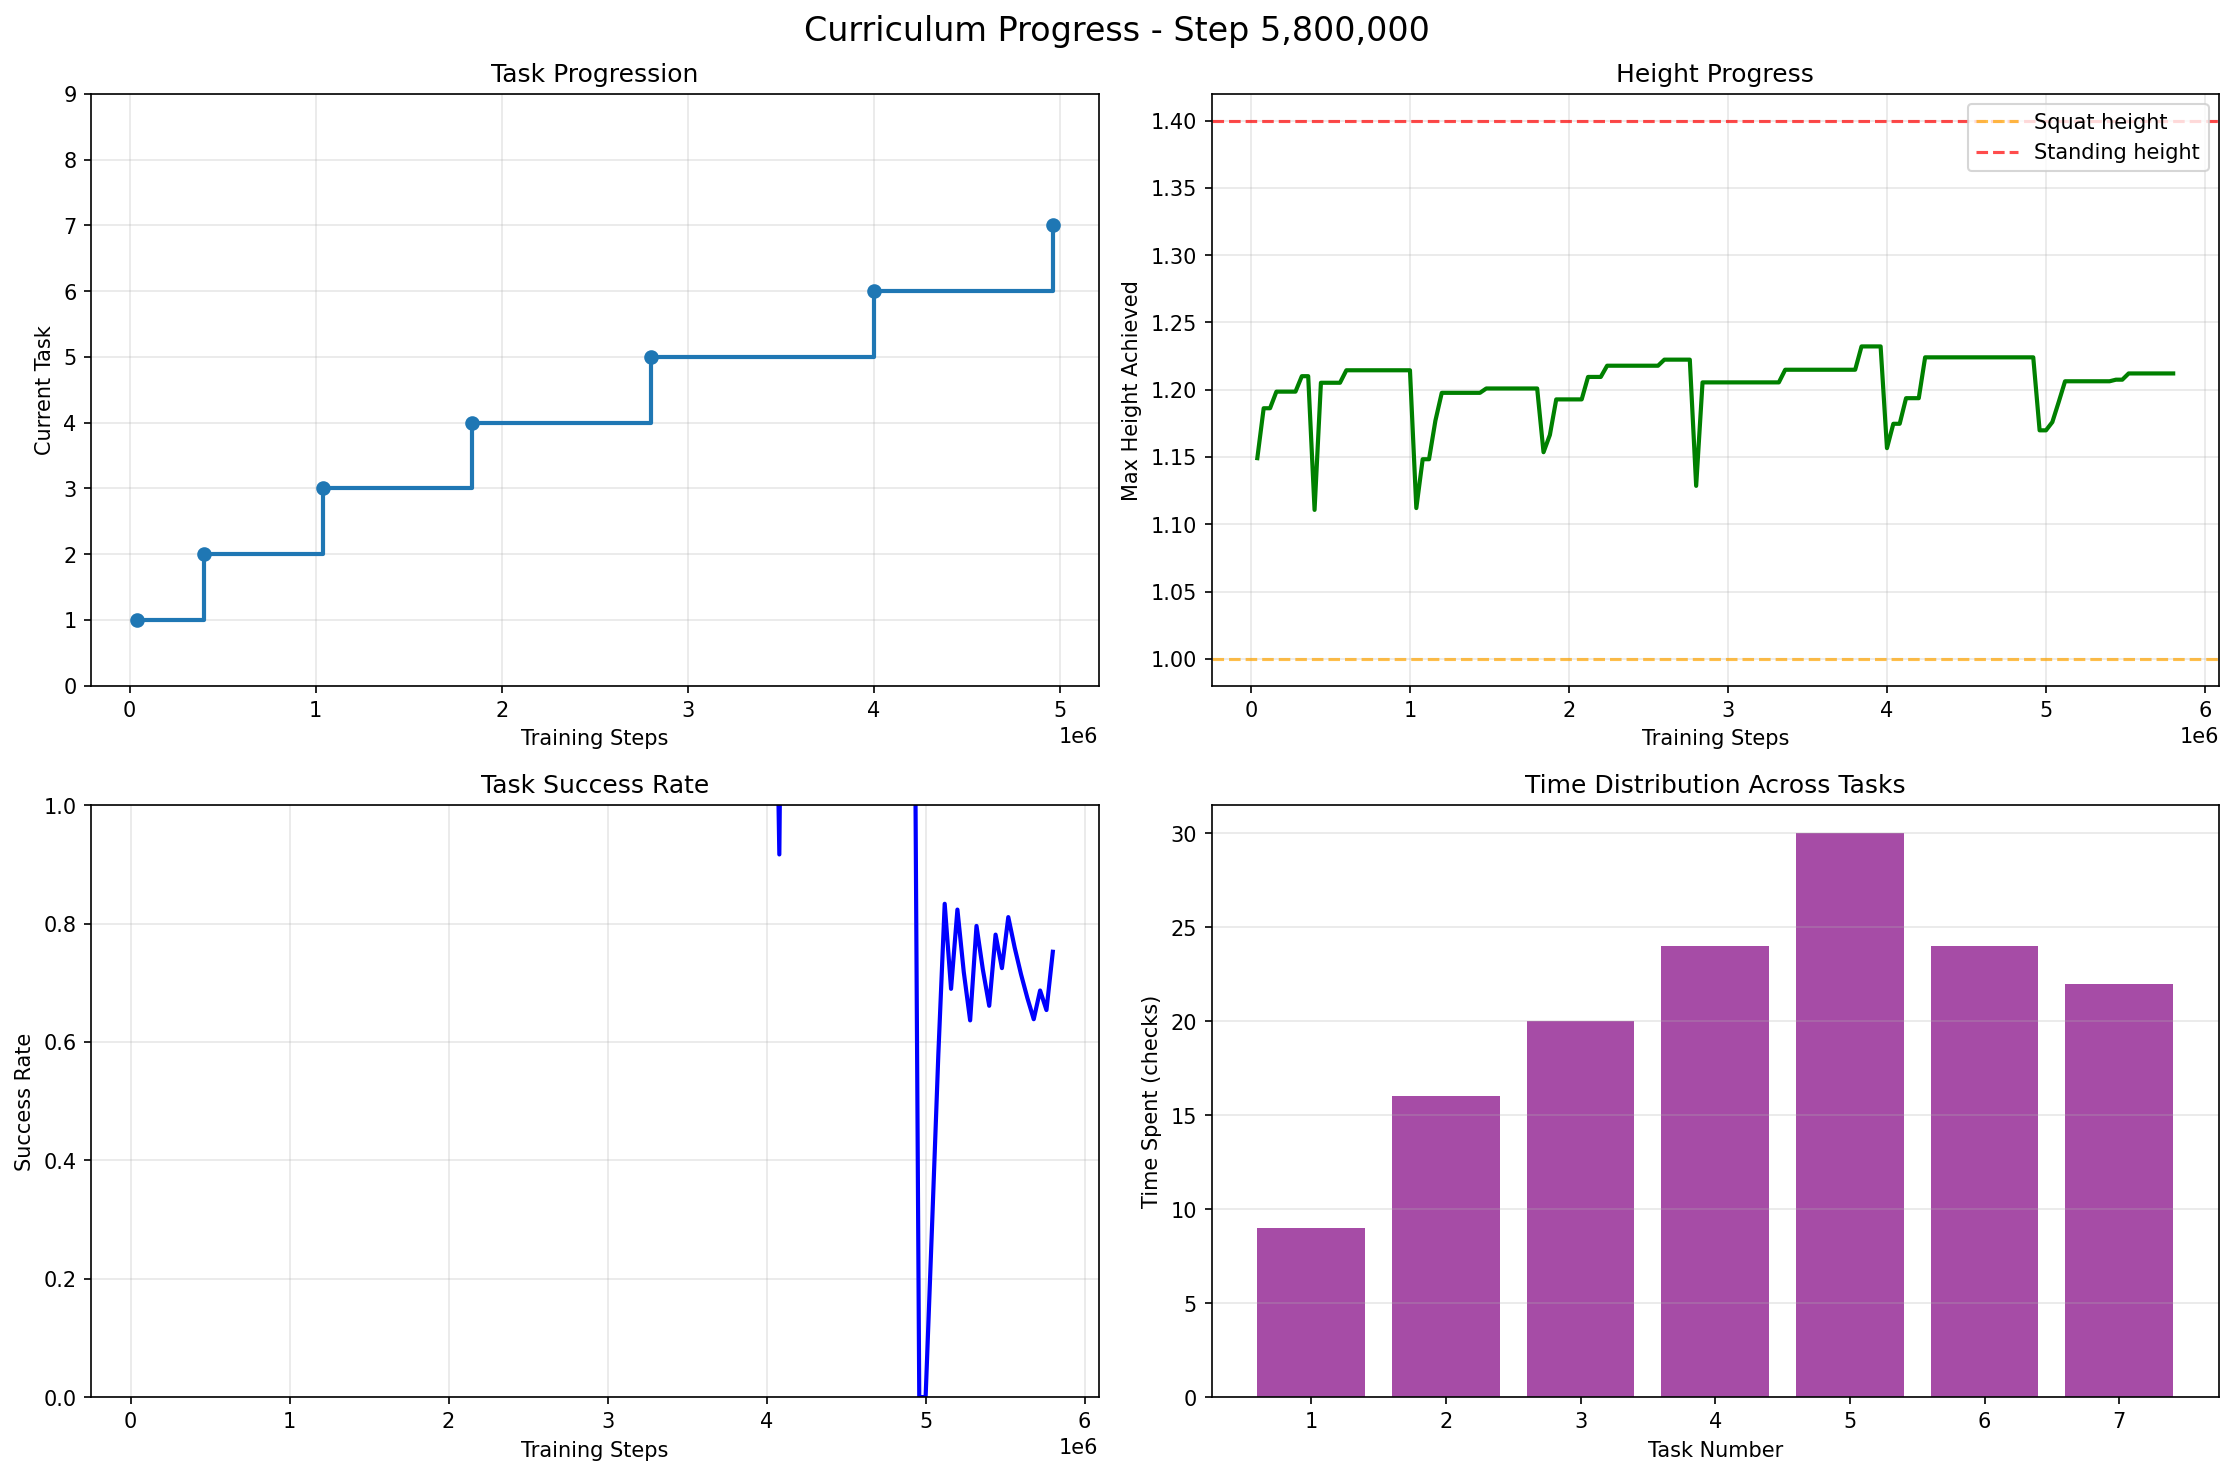 Curriculum Progress - Step 5,800,000
Task Progression
Current Task
9
8
7
6
5
4
3
2
1
0
0 1 2 3 4 5
1e6
Training Steps
Height Progress
Max Height Achieved
1.40
1.35
1.30
1.25
1.20
1.15
1.10
1.05
1.00
Squat height
Standing height
0 1 2 3 4 5 6
1e6
Training Steps
Task Success Rate
Success Rate
1.0
0.8
0.6
0.4
0.2
0.0
0 1 2 3 4 5 6
1e6
Training Steps
Time Distribution Across Tasks
Time Spent (checks)
30
25
20
15
10
5
0
1 2 3 4 5 6 7
Task Number